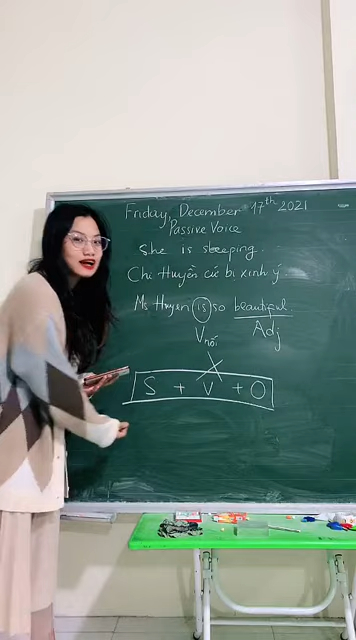 Friday, December 17th 2021
Passive Voice
She is sleeping.
Chị Huyền cứ bị xinh ý
Ms Huyen is so beautiful.
Vnối Adj
S + V + O